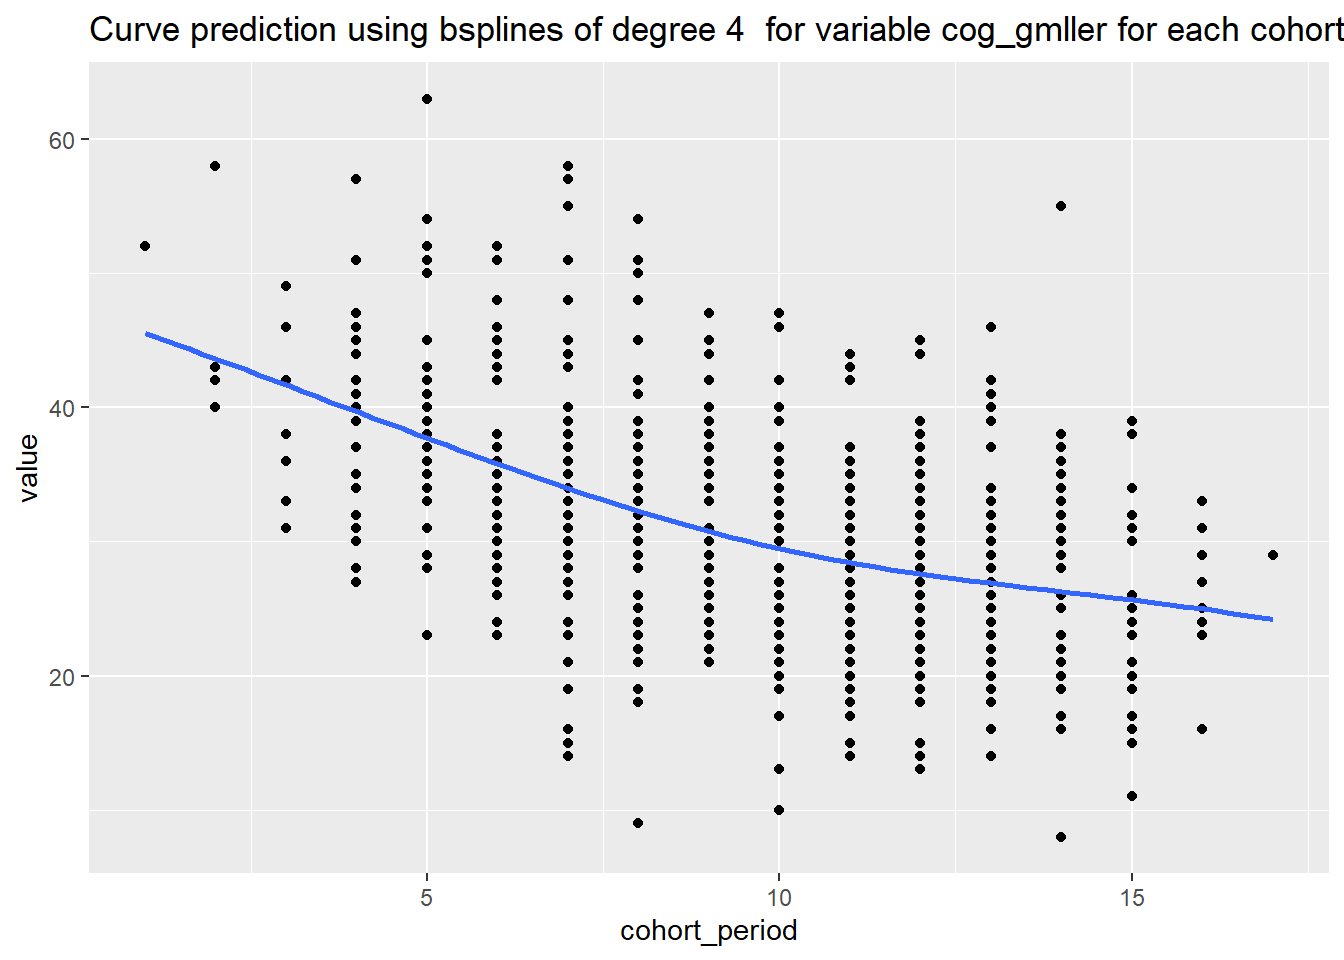 Curve prediction using bsplines of degree 4  for variable cog_gmller for each cohort
60
40
20
value
5 10 15
cohort_period